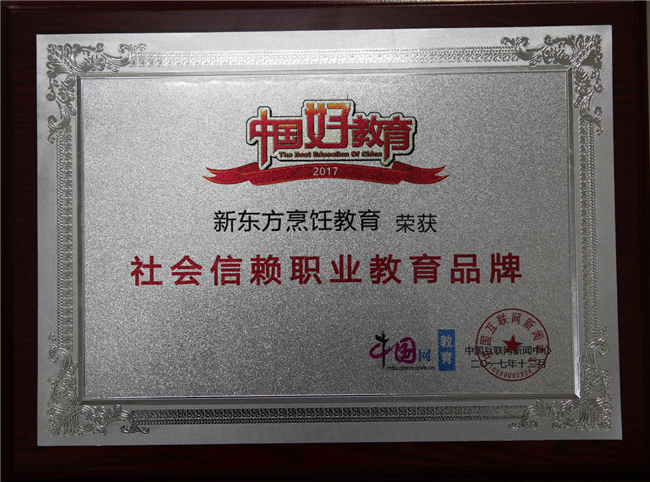 中国好教育
The Best Education Of China
2017
新东方烹饪教育 荣获
社会信赖职业教育品牌
中国网 教育
中国互联网新闻中心
二〇一七年十二月